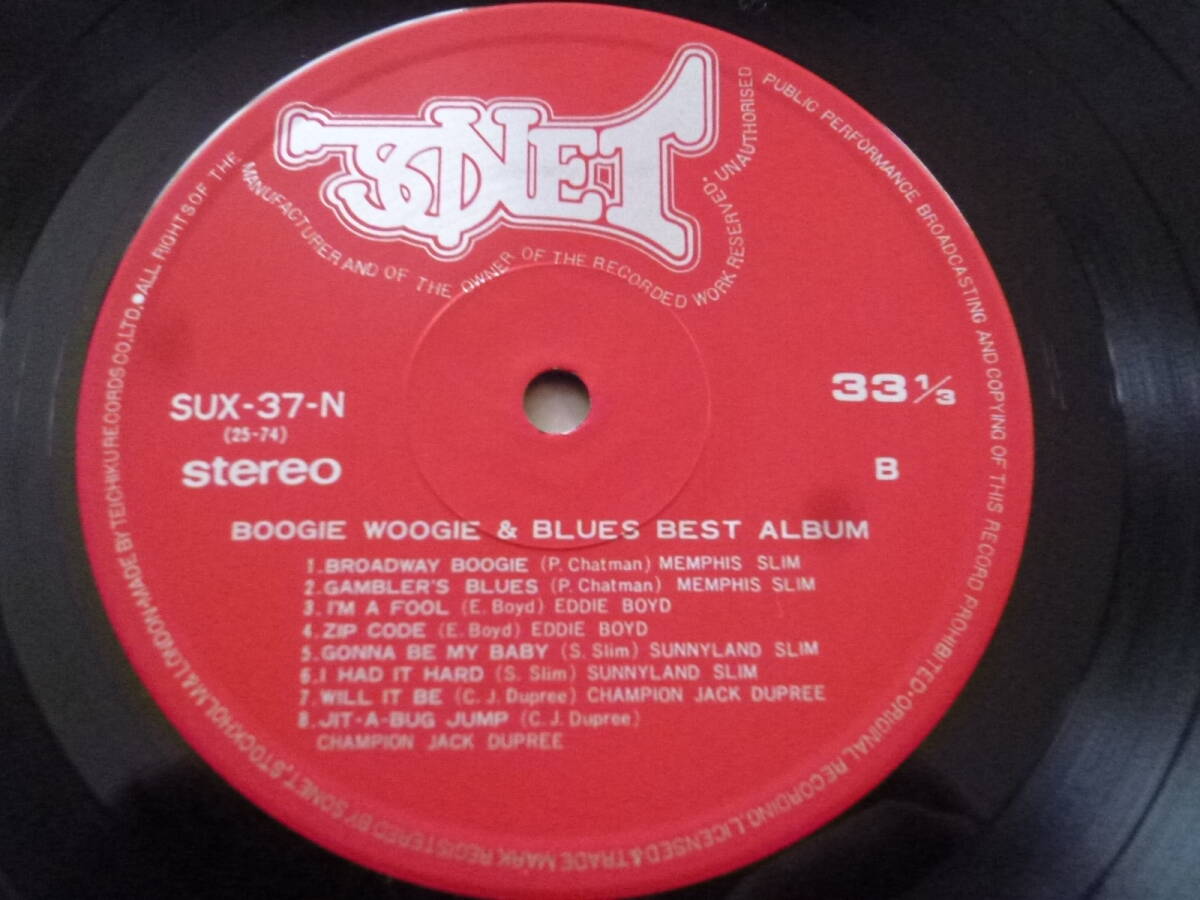 SONET
●ALL RIGHTS OF THE MANUFACTURER AND OF THE OWNER OF THE RECORDED WORK RESERVED. UNAUTHORISED PUBLIC PERFORMANCE BROADCASTING AND COPYING OF THIS RECORD PROHIBITED·ORIGINAL RECORDING LICENSED & TRADE MARK REGISTERED BY SONET, STOCKHOLM & LONDON·MADE BY TEICHIKU RECORDS CO., LTD.
SUX-37-N
(25-74)
stereo
33 1/3
B
BOOGIE WOOGIE & BLUES BEST ALBUM
1. BROADWAY BOOGIE (P. Chatman) MEMPHIS SLIM
2. GAMBLER'S BLUES (P. Chatman) MEMPHIS SLIM
3. I'M A FOOL (E. Boyd) EDDIE BOYD
4. ZIP CODE (E. Boyd) EDDIE BOYD
5. GONNA BE MY BABY (S. Slim) SUNNYLAND SLIM
6. I HAD IT HARD (S. Slim) SUNNYLAND SLIM
7. WILL IT BE (C. J. Dupree) CHAMPION JACK DUPREE
8. JIT-A-BUG JUMP (C. J. Dupree)
CHAMPION JACK DUPREE